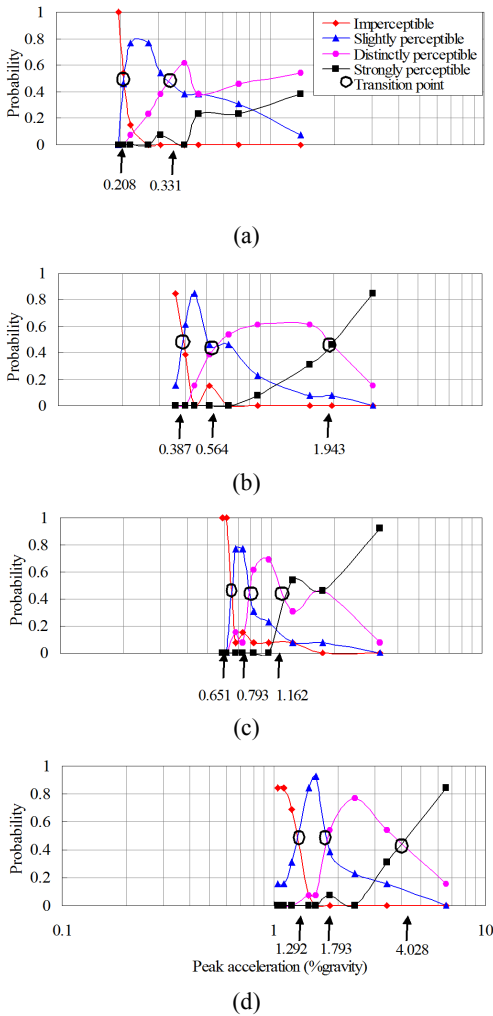 1
0.8
0.6
0.4
0.2
0
Probability
Imperceptible
Slightly perceptible
Distinctly perceptible
Strongly perceptible
Transition point
0.208
0.331
(a)
1
0.8
0.6
0.4
0.2
0
Probability
0.387
0.564
1.943
(b)
1
0.8
0.6
0.4
0.2
0
Probability
0.651
0.793
1.162
(c)
1
0.8
0.6
0.4
0.2
0
Probability
0.1
1
10
1.292
1.793
4.028
Peak acceleration (%gravity)
(d)